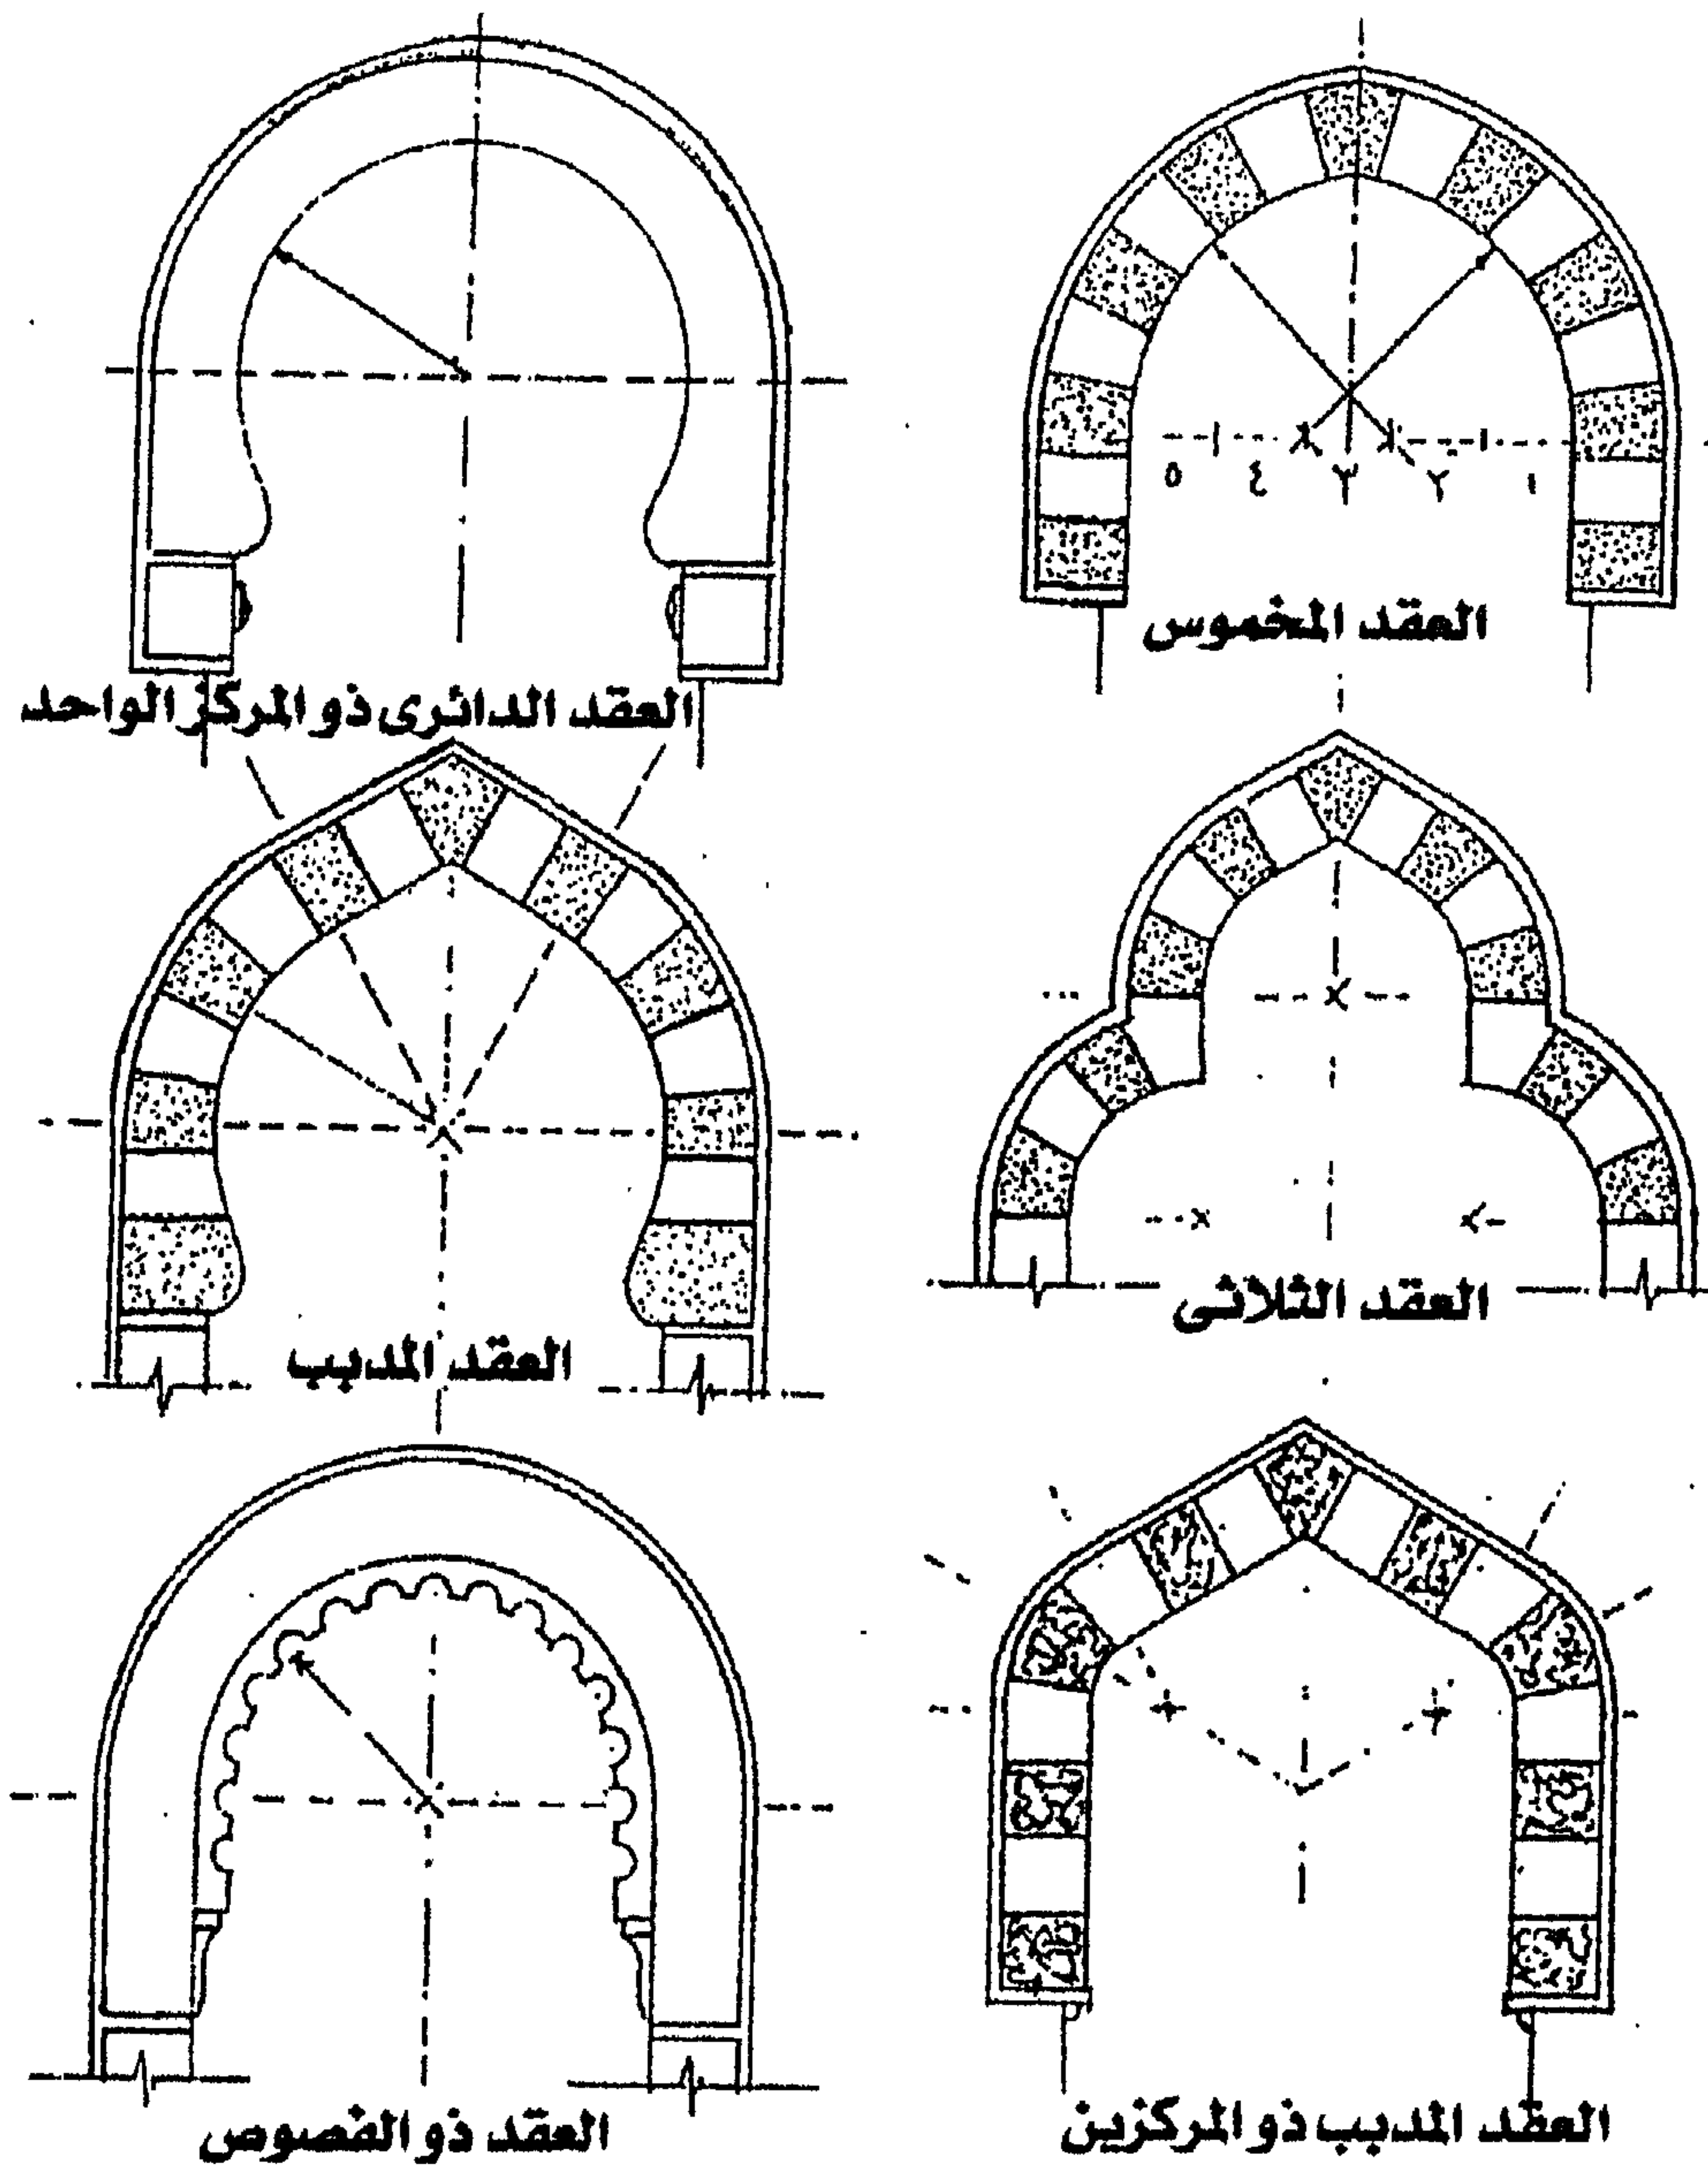 ١ ٢ ٣ ٤ ٥
العقد المخموس
العقد الدائرى ذو المركز الواحد
العقد الثلاثى
العقد المدبب
العقد المدبب ذو المركزين
العقد ذو الفصوص